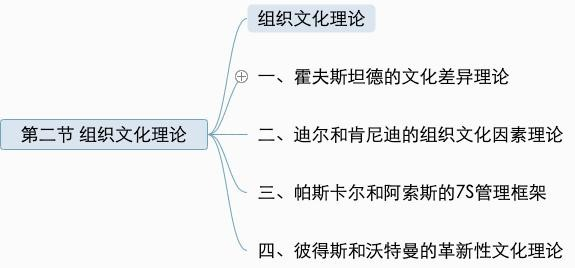 组织文化理论
一、霍夫斯坦德的文化差异理论
第二节 组织文化理论
二、迪尔和肯尼迪的组织文化因素理论
三、帕斯卡尔和阿索斯的7S管理框架
四、彼得斯和沃特曼的革新性文化理论